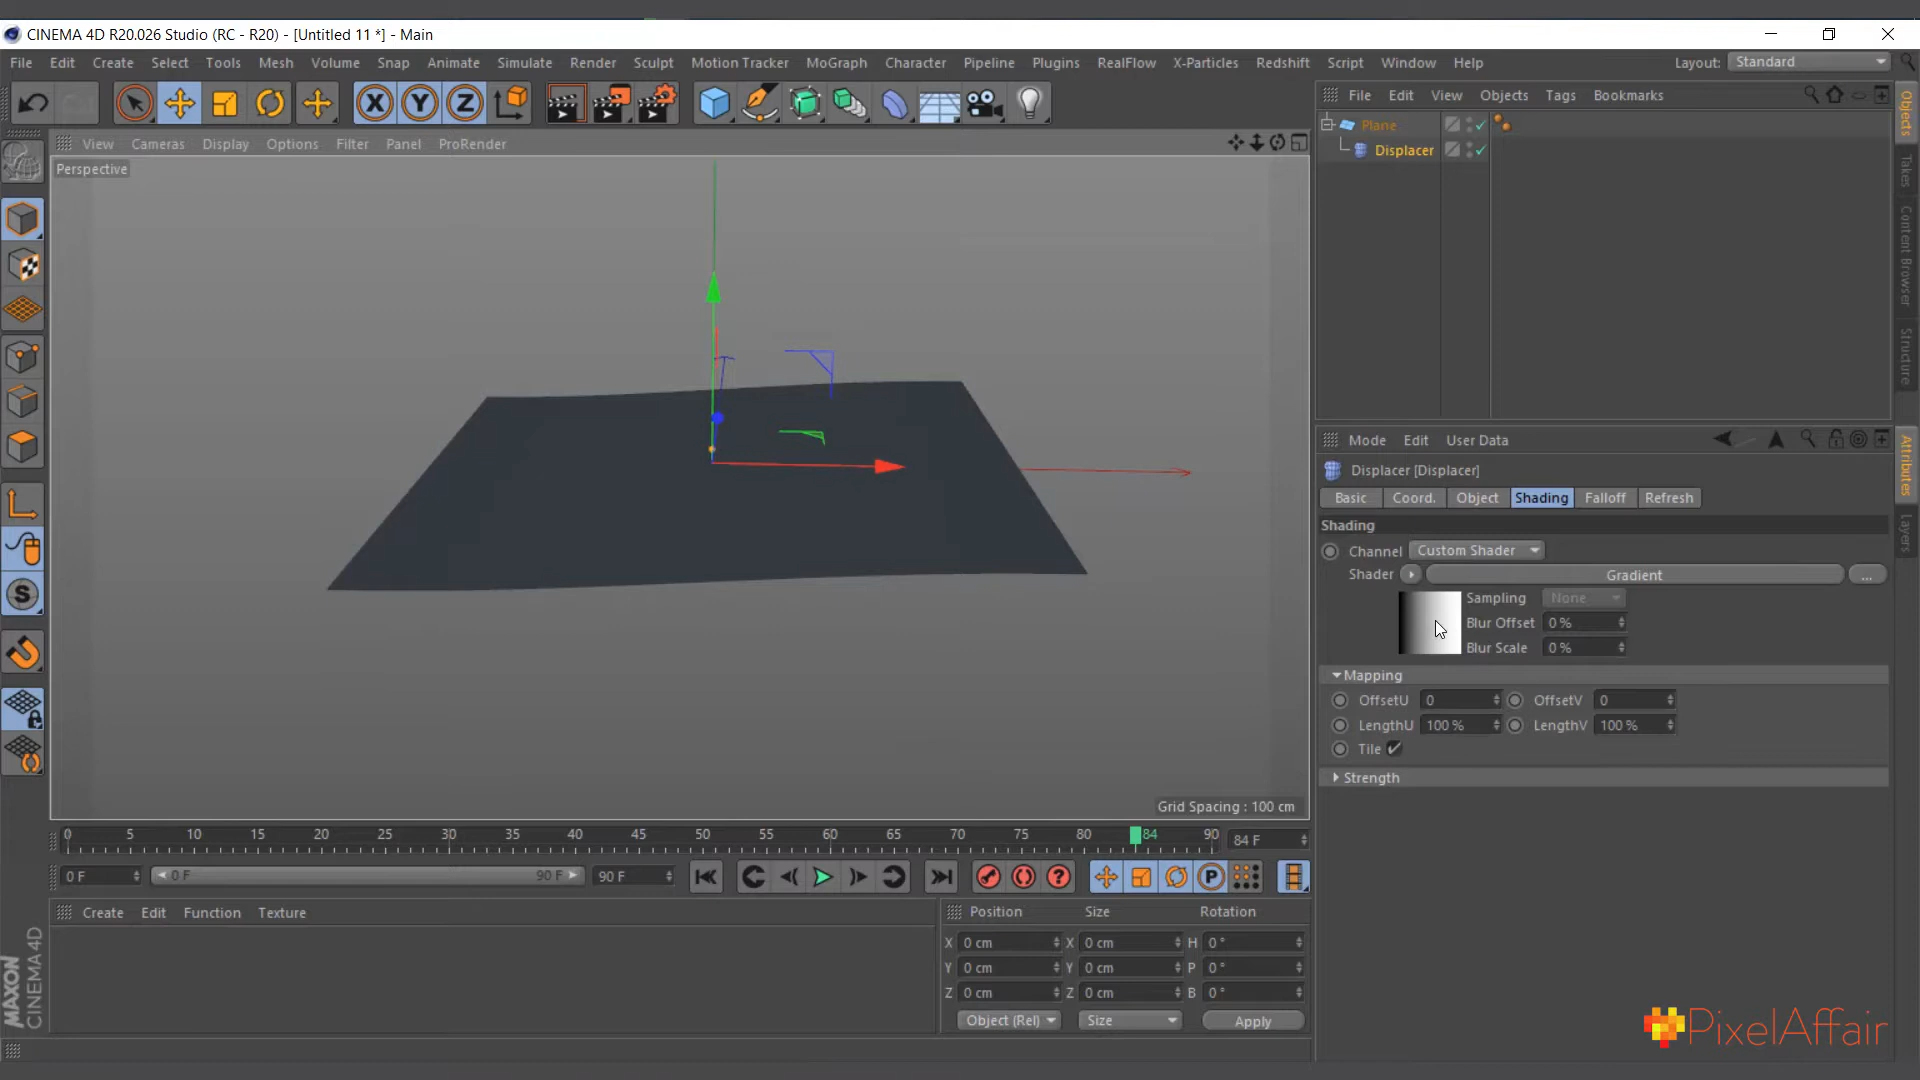 CINEMA 4D R20.026 Studio (RC - R20) - [Untitled 11 *] - Main
File Edit Create Select Tools Mesh Volume Snap Animate Simulate Render Sculpt Motion Tracker MoGraph Character Pipeline Plugins RealFlow X-Particles Redshift Script Window Help Layout: Standard
X Y Z
File Edit View Objects Tags Bookmarks
View Cameras Display Options Filter Panel ProRender
Perspective
Plane
Displacer
Objects
Takes
Content Browser
Structure
Mode Edit User Data
Displacer [Displacer]
Basic Coord. Object Shading Falloff Refresh
Shading
Channel Custom Shader
Shader Gradient ...
Sampling None
Blur Offset 0 %
Blur Scale 0 %
Mapping
OffsetU 0 OffsetV 0
LengthU 100 % LengthV 100 %
Tile
Strength
Attributes
Layers
S
Grid Spacing : 100 cm
0 5 10 15 20 25 30 35 40 45 50 55 60 65 70 75 80 84 90 84 F
0 F 0 F 90 F 90 F ? P
Create Edit Function Texture
Position Size Rotation
X 0 cm X 0 cm H 0 °
Y 0 cm Y 0 cm P 0 °
Z 0 cm Z 0 cm B 0 °
Object (Rel) Size Apply
MAXON
CINEMA 4D
PixelAffair